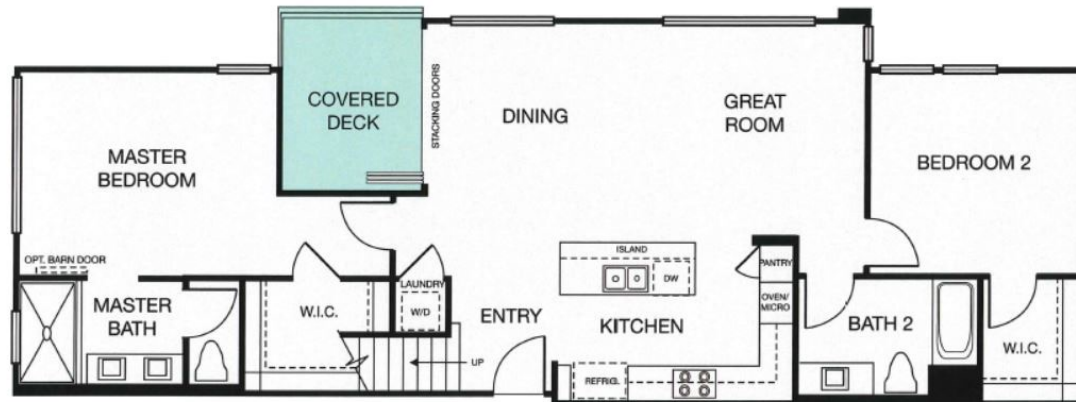 COVERED
DECK
STACKING DOORS
DINING
GREAT
ROOM
MASTER
BEDROOM
BEDROOM 2
OPT. BARN DOOR
ISLAND
DW
PANTRY
LAUNDRY
W/D
OVEN/
MICRO
MASTER
BATH
W.I.C.
ENTRY
KITCHEN
BATH 2
W.I.C.
UP
REFRIG.